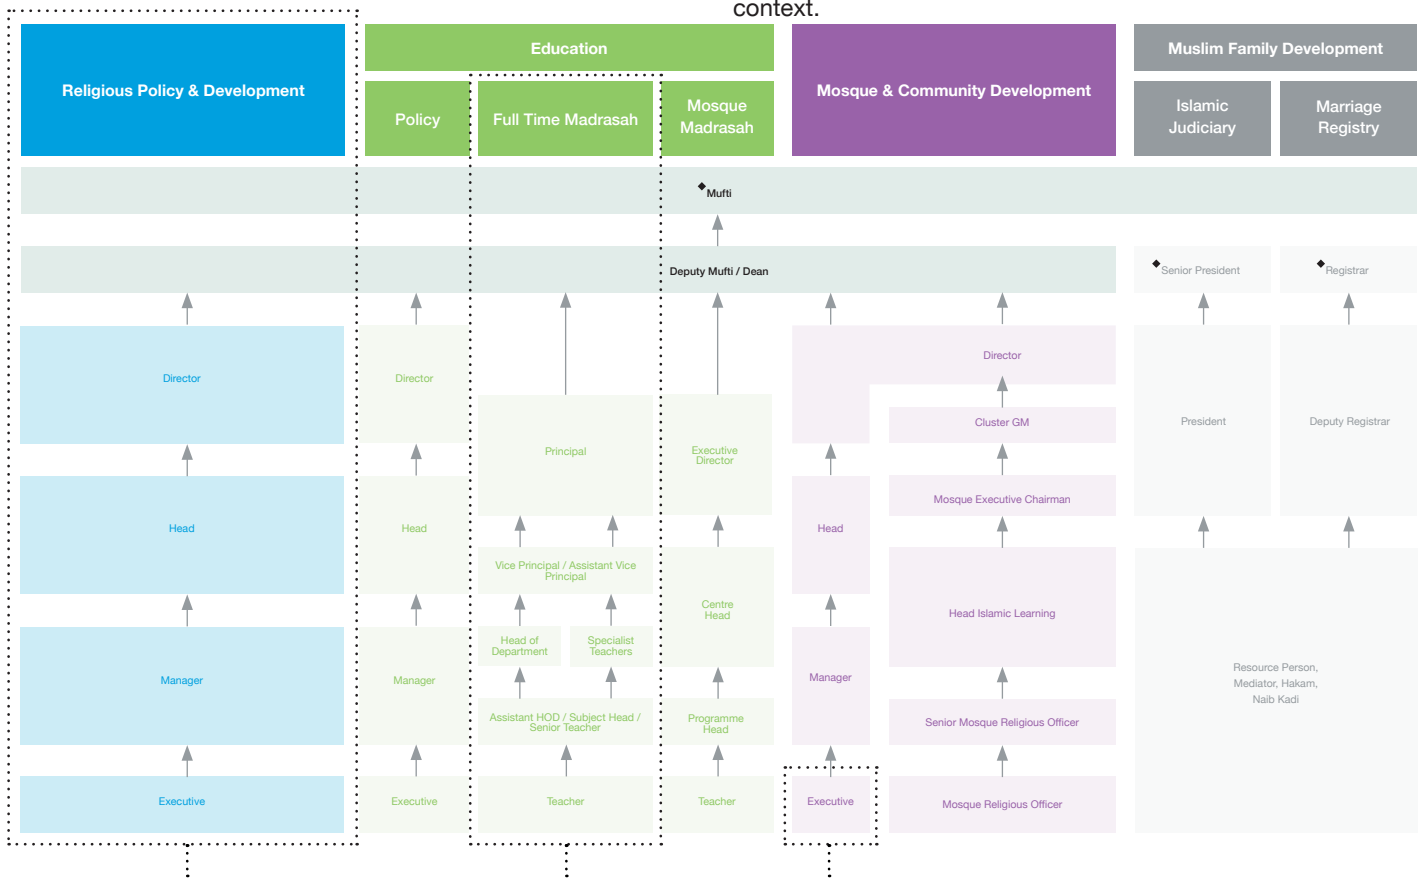 context.
Religious Policy & Development
Education
Policy
Full Time Madrasah
Mosque
Madrasah
Mosque & Community Development
Muslim Family Development
Islamic
Judiciary
Marriage
Registry
◆Mufti
Deputy Mufti / Dean
◆Senior President
◆Registrar
Director
Head
Manager
Executive
Director
Head
Manager
Executive
Principal
Vice Principal / Assistant Vice
Principal
Head of
Department
Specialist
Teachers
Assistant HOD / Subject Head /
Senior Teacher
Teacher
Executive
Director
Centre
Head
Programme
Head
Teacher
Director
Head
Manager
Executive
Cluster GM
Mosque Executive Chairman
Head Islamic Learning
Senior Mosque Religious Officer
Mosque Religious Officer
President
Deputy Registrar
Resource Person,
Mediator, Hakam,
Naib Kadi